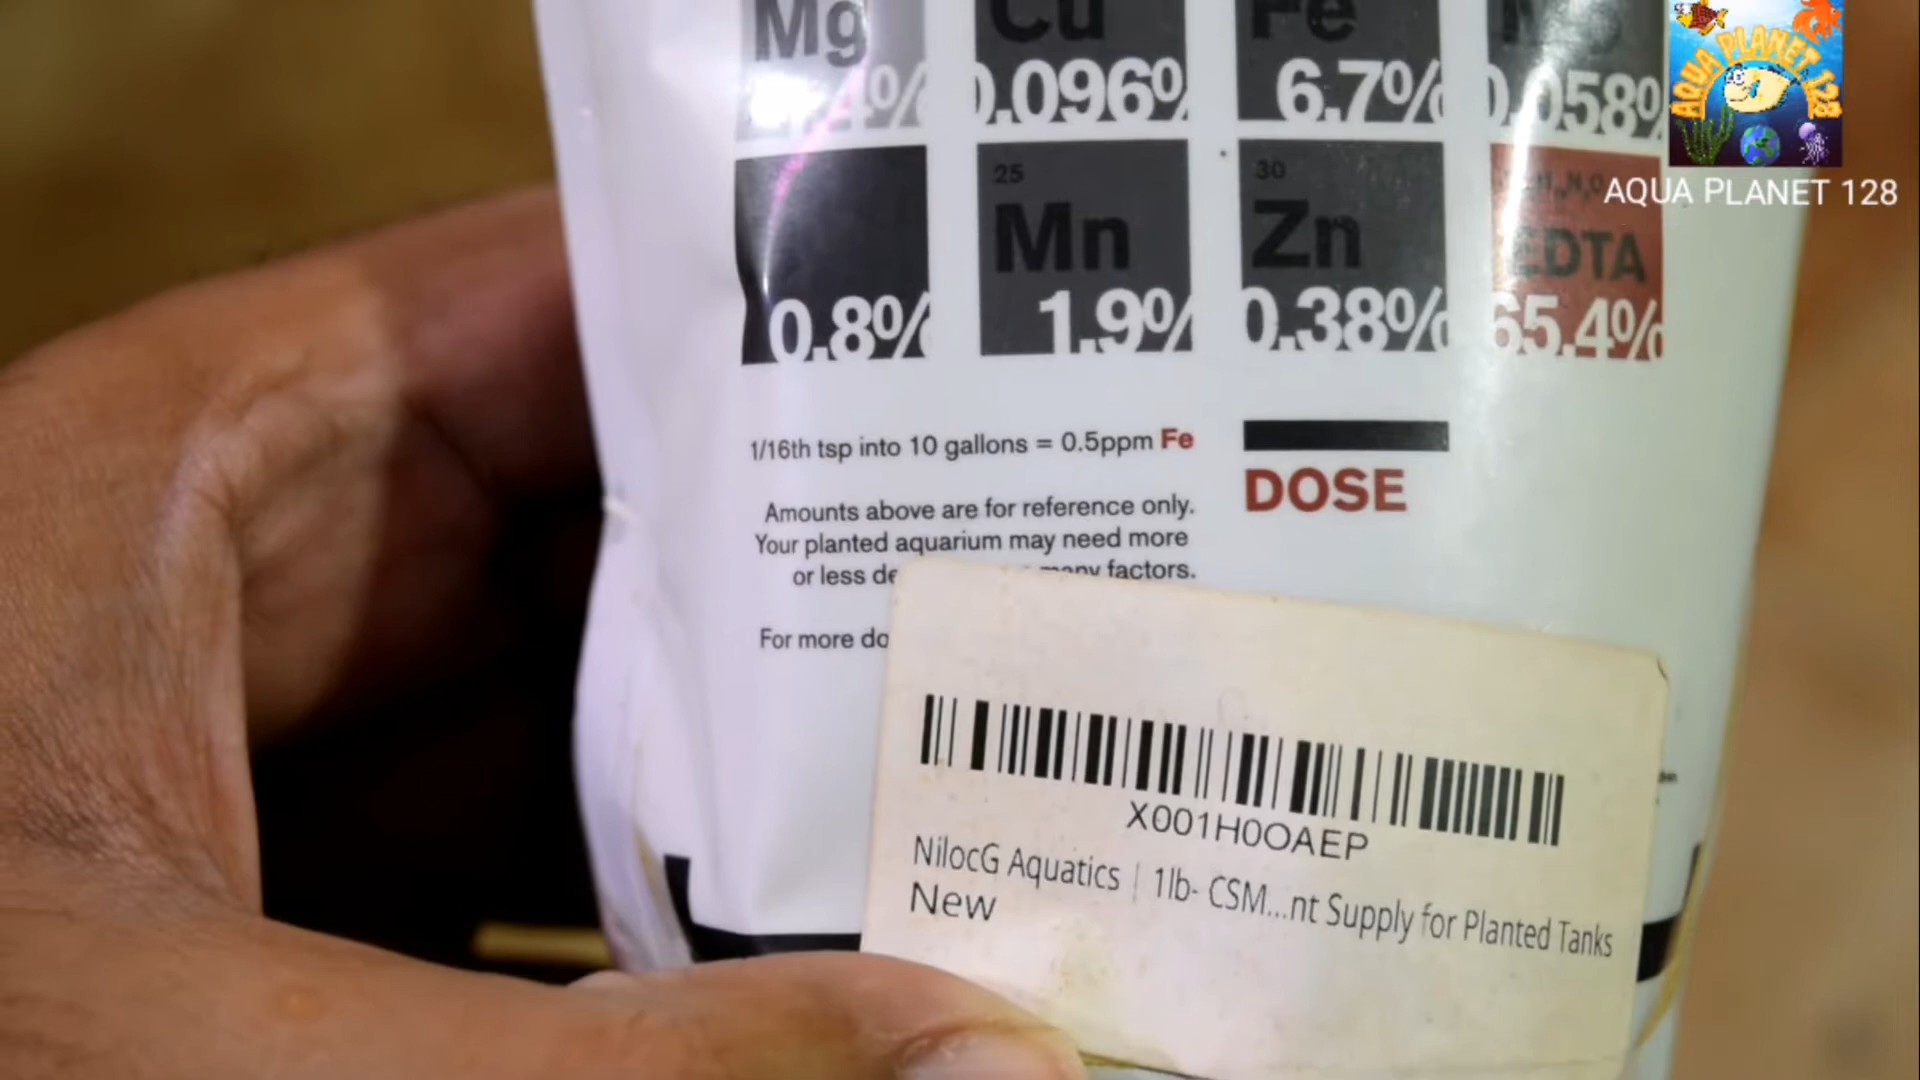 Mg Cu Fe
0.096% 6.7% 0.058%
25 30
Mn Zn EDTA
0.8% 1.9% 0.38% 65.4%
1/16th tsp into 10 gallons = 0.5ppm Fe
DOSE
Amounts above are for reference only.
Your planted aquarium may need more
or less many factors.
For more
X001H0OAEP
NilocG Aquatics | 1lb- CSM...nt Supply for Planted Tanks
New
AQUA PLANET 128
AQUA PLANET 128